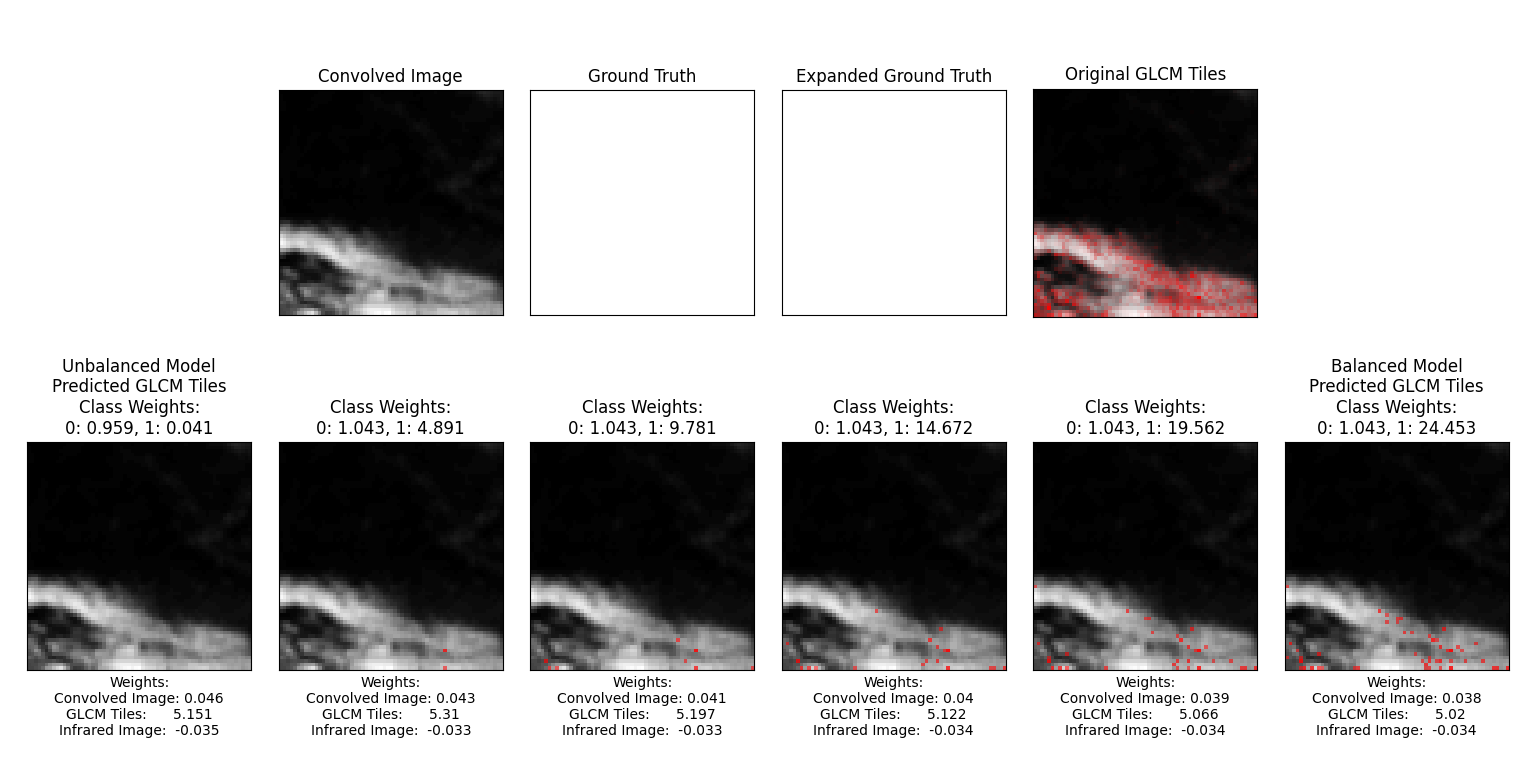 Convolved Image
Ground Truth
Expanded Ground Truth
Original GLCM Tiles
Unbalanced Model
Predicted GLCM Tiles
Class Weights:
0: 0.959, 1: 0.041
Class Weights:
0: 1.043, 1: 4.891
Class Weights:
0: 1.043, 1: 9.781
Class Weights:
0: 1.043, 1: 14.672
Class Weights:
0: 1.043, 1: 19.562
Balanced Model
Predicted GLCM Tiles
Class Weights:
0: 1.043, 1: 24.453
Weights:
Convolved Image: 0.046
GLCM Tiles: 5.151
Infrared Image: -0.035
Weights:
Convolved Image: 0.043
GLCM Tiles: 5.31
Infrared Image: -0.033
Weights:
Convolved Image: 0.041
GLCM Tiles: 5.197
Infrared Image: -0.033
Weights:
Convolved Image: 0.04
GLCM Tiles: 5.122
Infrared Image: -0.034
Weights:
Convolved Image: 0.039
GLCM Tiles: 5.066
Infrared Image: -0.034
Weights:
Convolved Image: 0.038
GLCM Tiles: 5.02
Infrared Image: -0.034